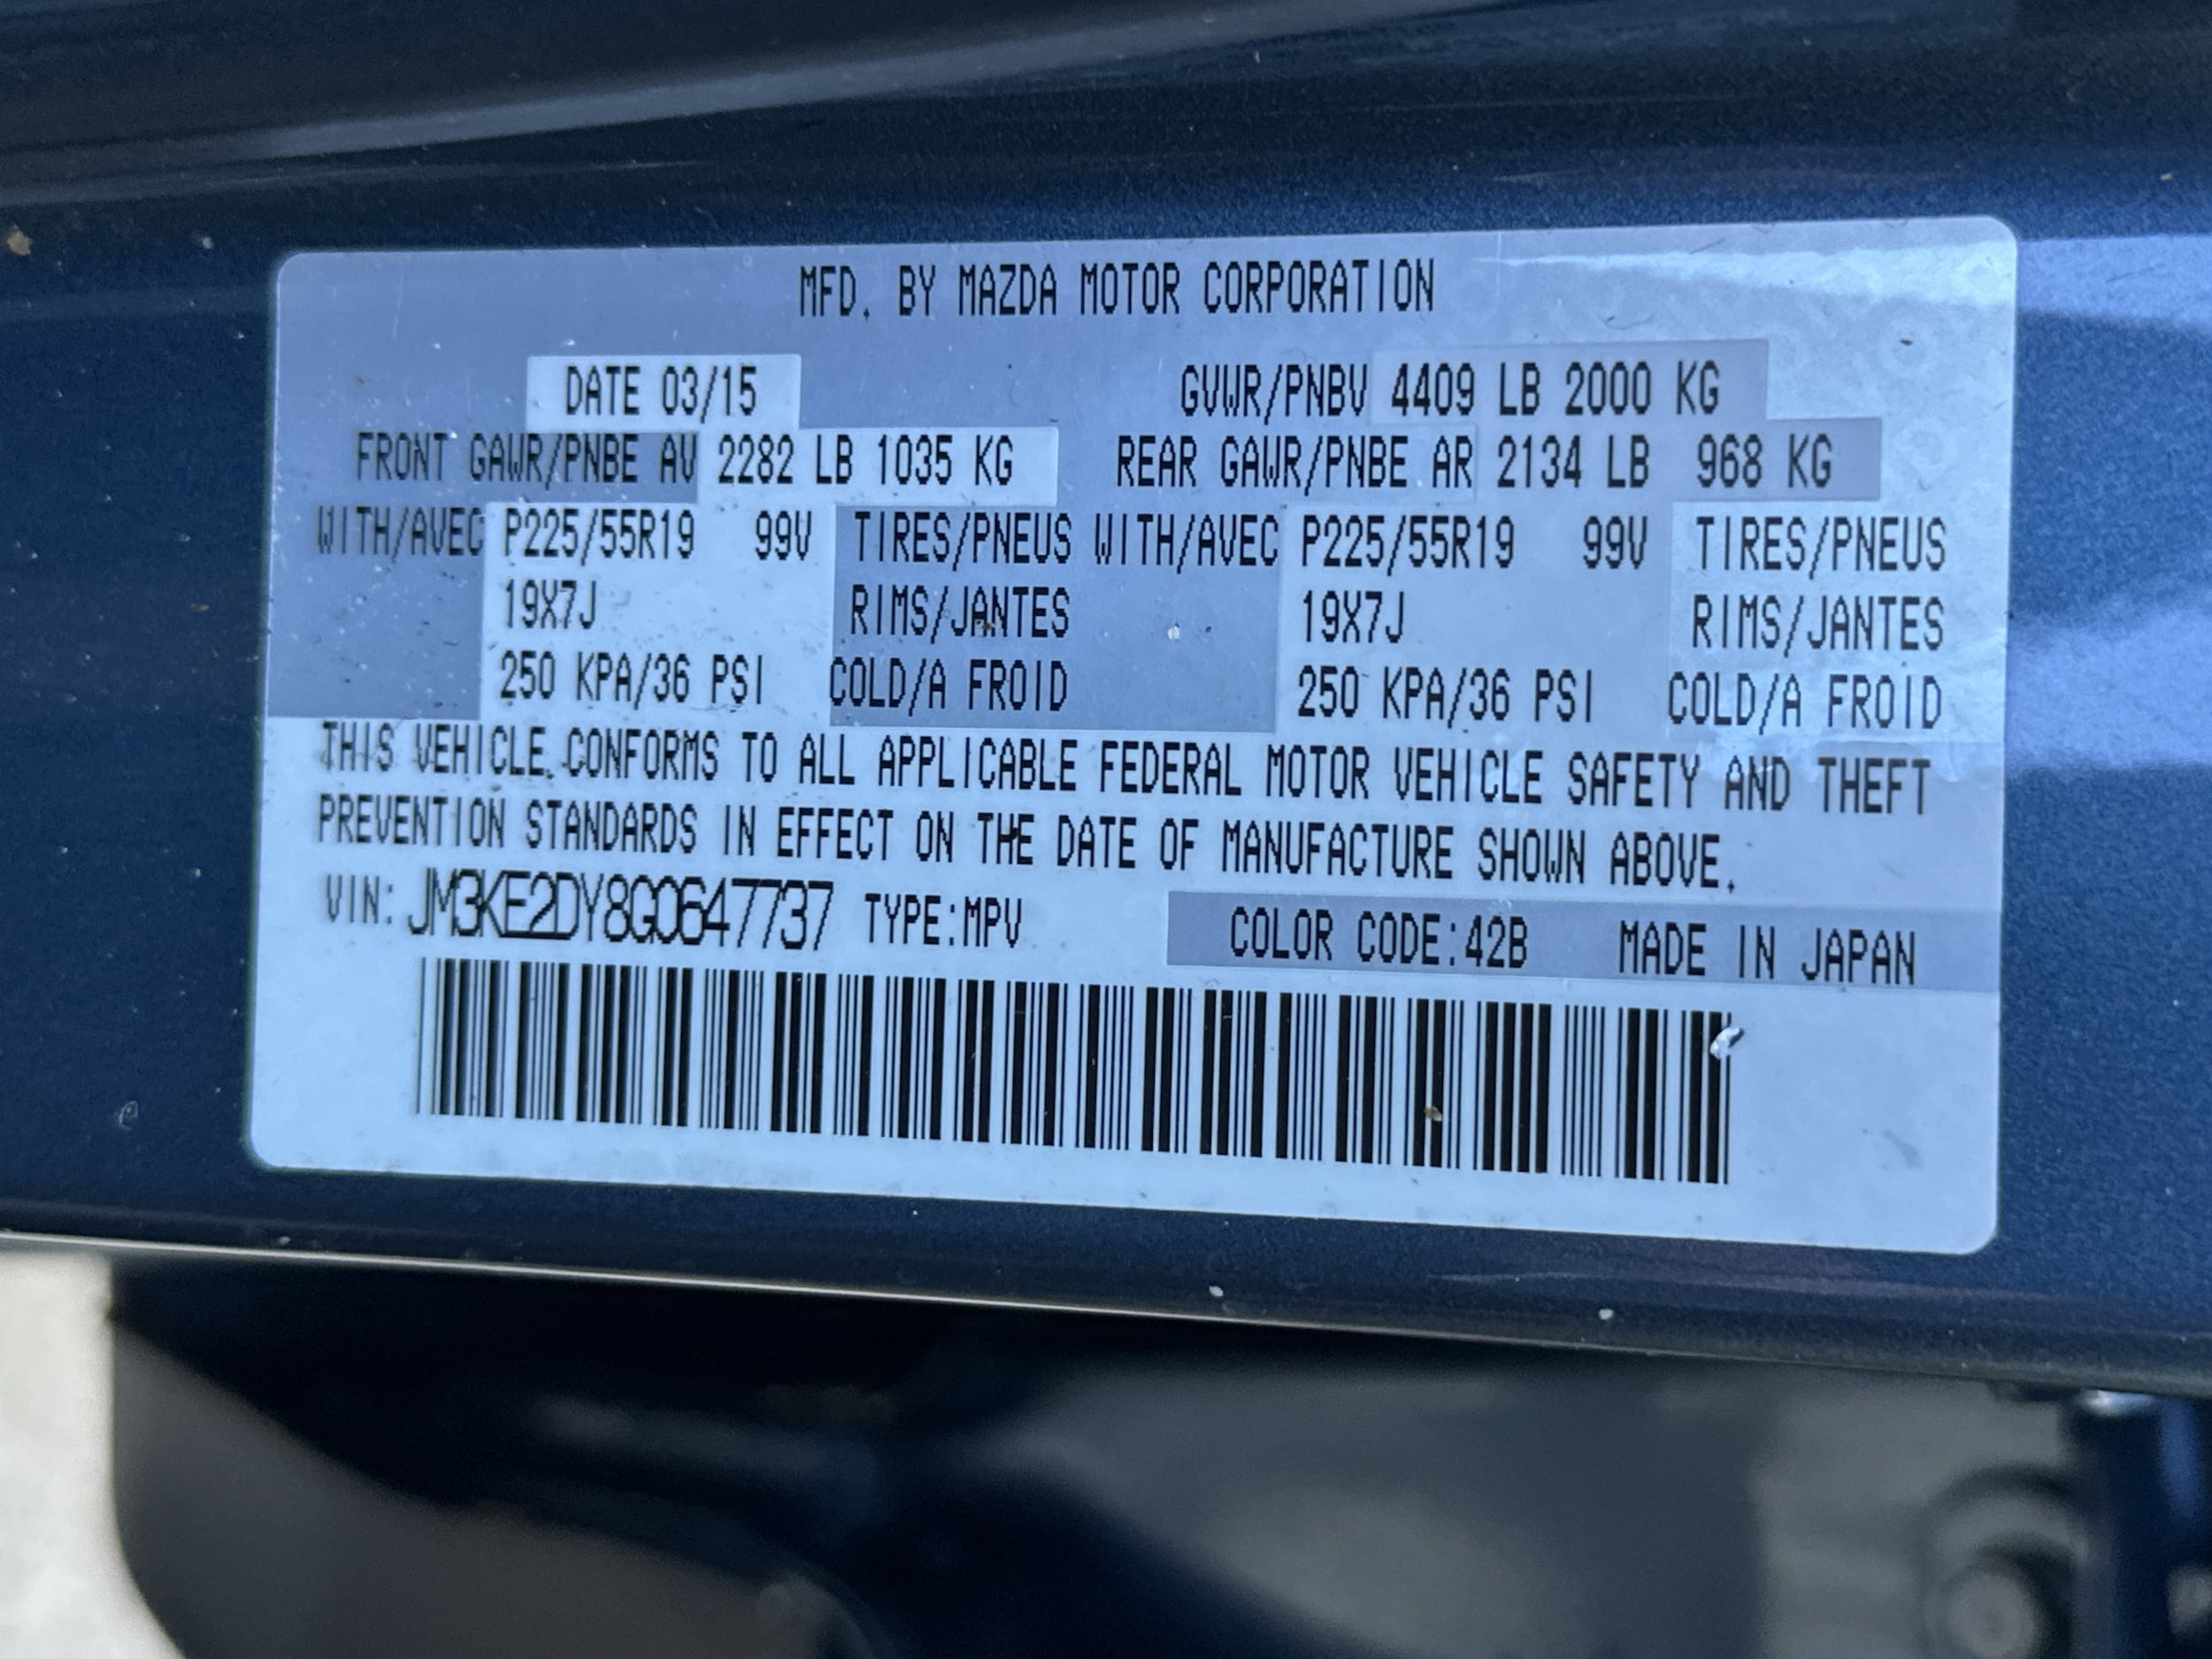 MFD. BY MAZDA MOTOR CORPORATION
DATE 03/15 GVWR/PNBV 4409 LB 2000 KG
FRONT GAWR/PNBE AV 2282 LB 1035 KG REAR GAWR/PNBE AR 2134 LB 968 KG
WITH/AVEC P225/55R19 99V TIRES/PNEUS WITH/AVEC P225/55R19 99V TIRES/PNEUS
19X7J RIMS/JANTES 19X7J RIMS/JANTES
250 KPA/36 PSI COLD/A FROID 250 KPA/36 PSI COLD/A FROID
THIS VEHICLE CONFORMS TO ALL APPLICABLE FEDERAL MOTOR VEHICLE SAFETY AND THEFT
PREVENTION STANDARDS IN EFFECT ON THE DATE OF MANUFACTURE SHOWN ABOVE.
VIN: JM3KE2DY8G0647737 TYPE:MPV COLOR CODE:42B MADE IN JAPAN